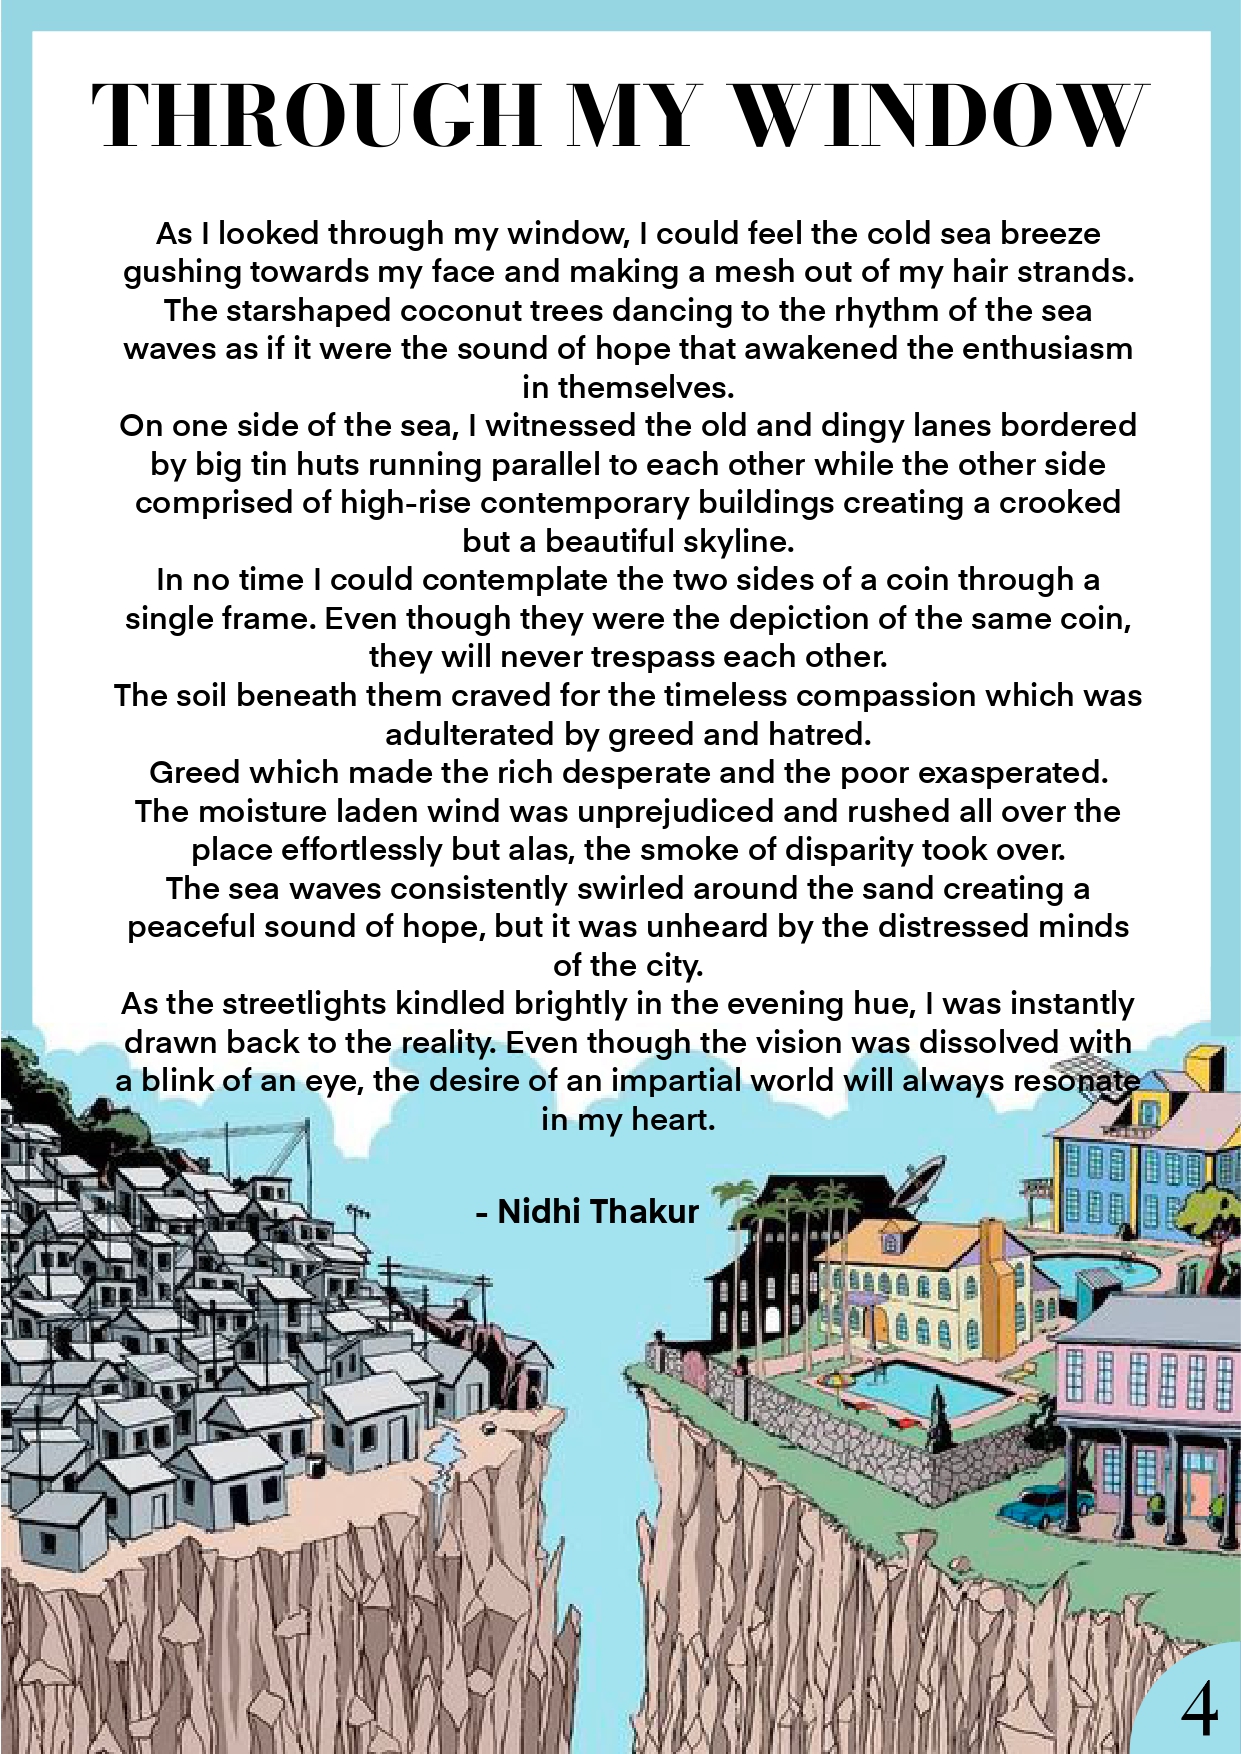 THROUGH MY WINDOW
As I looked through my window, I could feel the cold sea breeze
gushing towards my face and making a mesh out of my hair strands.
The starshaped coconut trees dancing to the rhythm of the sea
waves as if it were the sound of hope that awakened the enthusiasm
in themselves.
On one side of the sea, I witnessed the old and dingy lanes bordered
by big tin huts running parallel to each other while the other side
comprised of high-rise contemporary buildings creating a crooked
but a beautiful skyline.
In no time I could contemplate the two sides of a coin through a
single frame. Even though they were the depiction of the same coin,
they will never trespass each other.
The soil beneath them craved for the timeless compassion which was
adulterated by greed and hatred.
Greed which made the rich desperate and the poor exasperated.
The moisture laden wind was unprejudiced and rushed all over the
place effortlessly but alas, the smoke of disparity took over.
The sea waves consistently swirled around the sand creating a
peaceful sound of hope, but it was unheard by the distressed minds
of the city.
As the streetlights kindled brightly in the evening hue, I was instantly
drawn back to the reality. Even though the vision was dissolved with
a blink of an eye, the desire of an impartial world will always resonate
in my heart.
- Nidhi Thakur
4